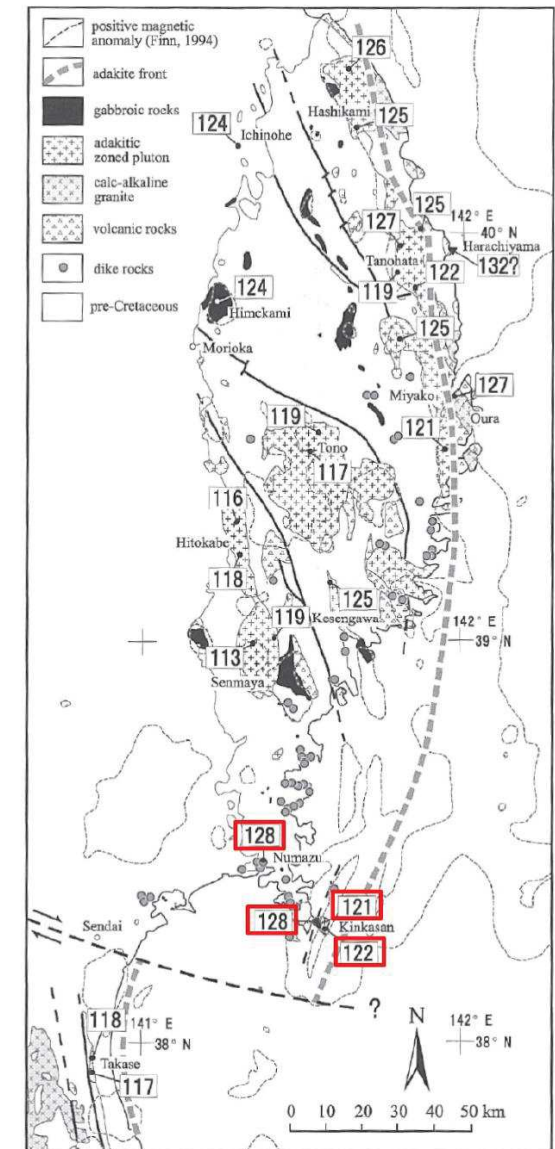 positive magnetic
anomaly (Finn, 1994)
adakite front
gabbroic rocks
adakitic
zoned pluton
calc-alkaline
granite
volcanic rocks
dike rocks
pre-Cretaceous
126
Hashikami
125
124
Ichinohe
125
142° E
40° N
127
Harachiyama
Tanohata
132?
122
119
124
Himekami
125
Morioka
Miyako
127
Oura
119
121
Tono
117
116
Hitokabe
118
125
Kesengawa
142° E
39° N
119
113
Senmaya
128
Numazu
121
128
Kinkasan
Sendai
122
?
118
141° E
38° N
N
142° E
38° N
Takase
117
0 10 20 30 40 50 km